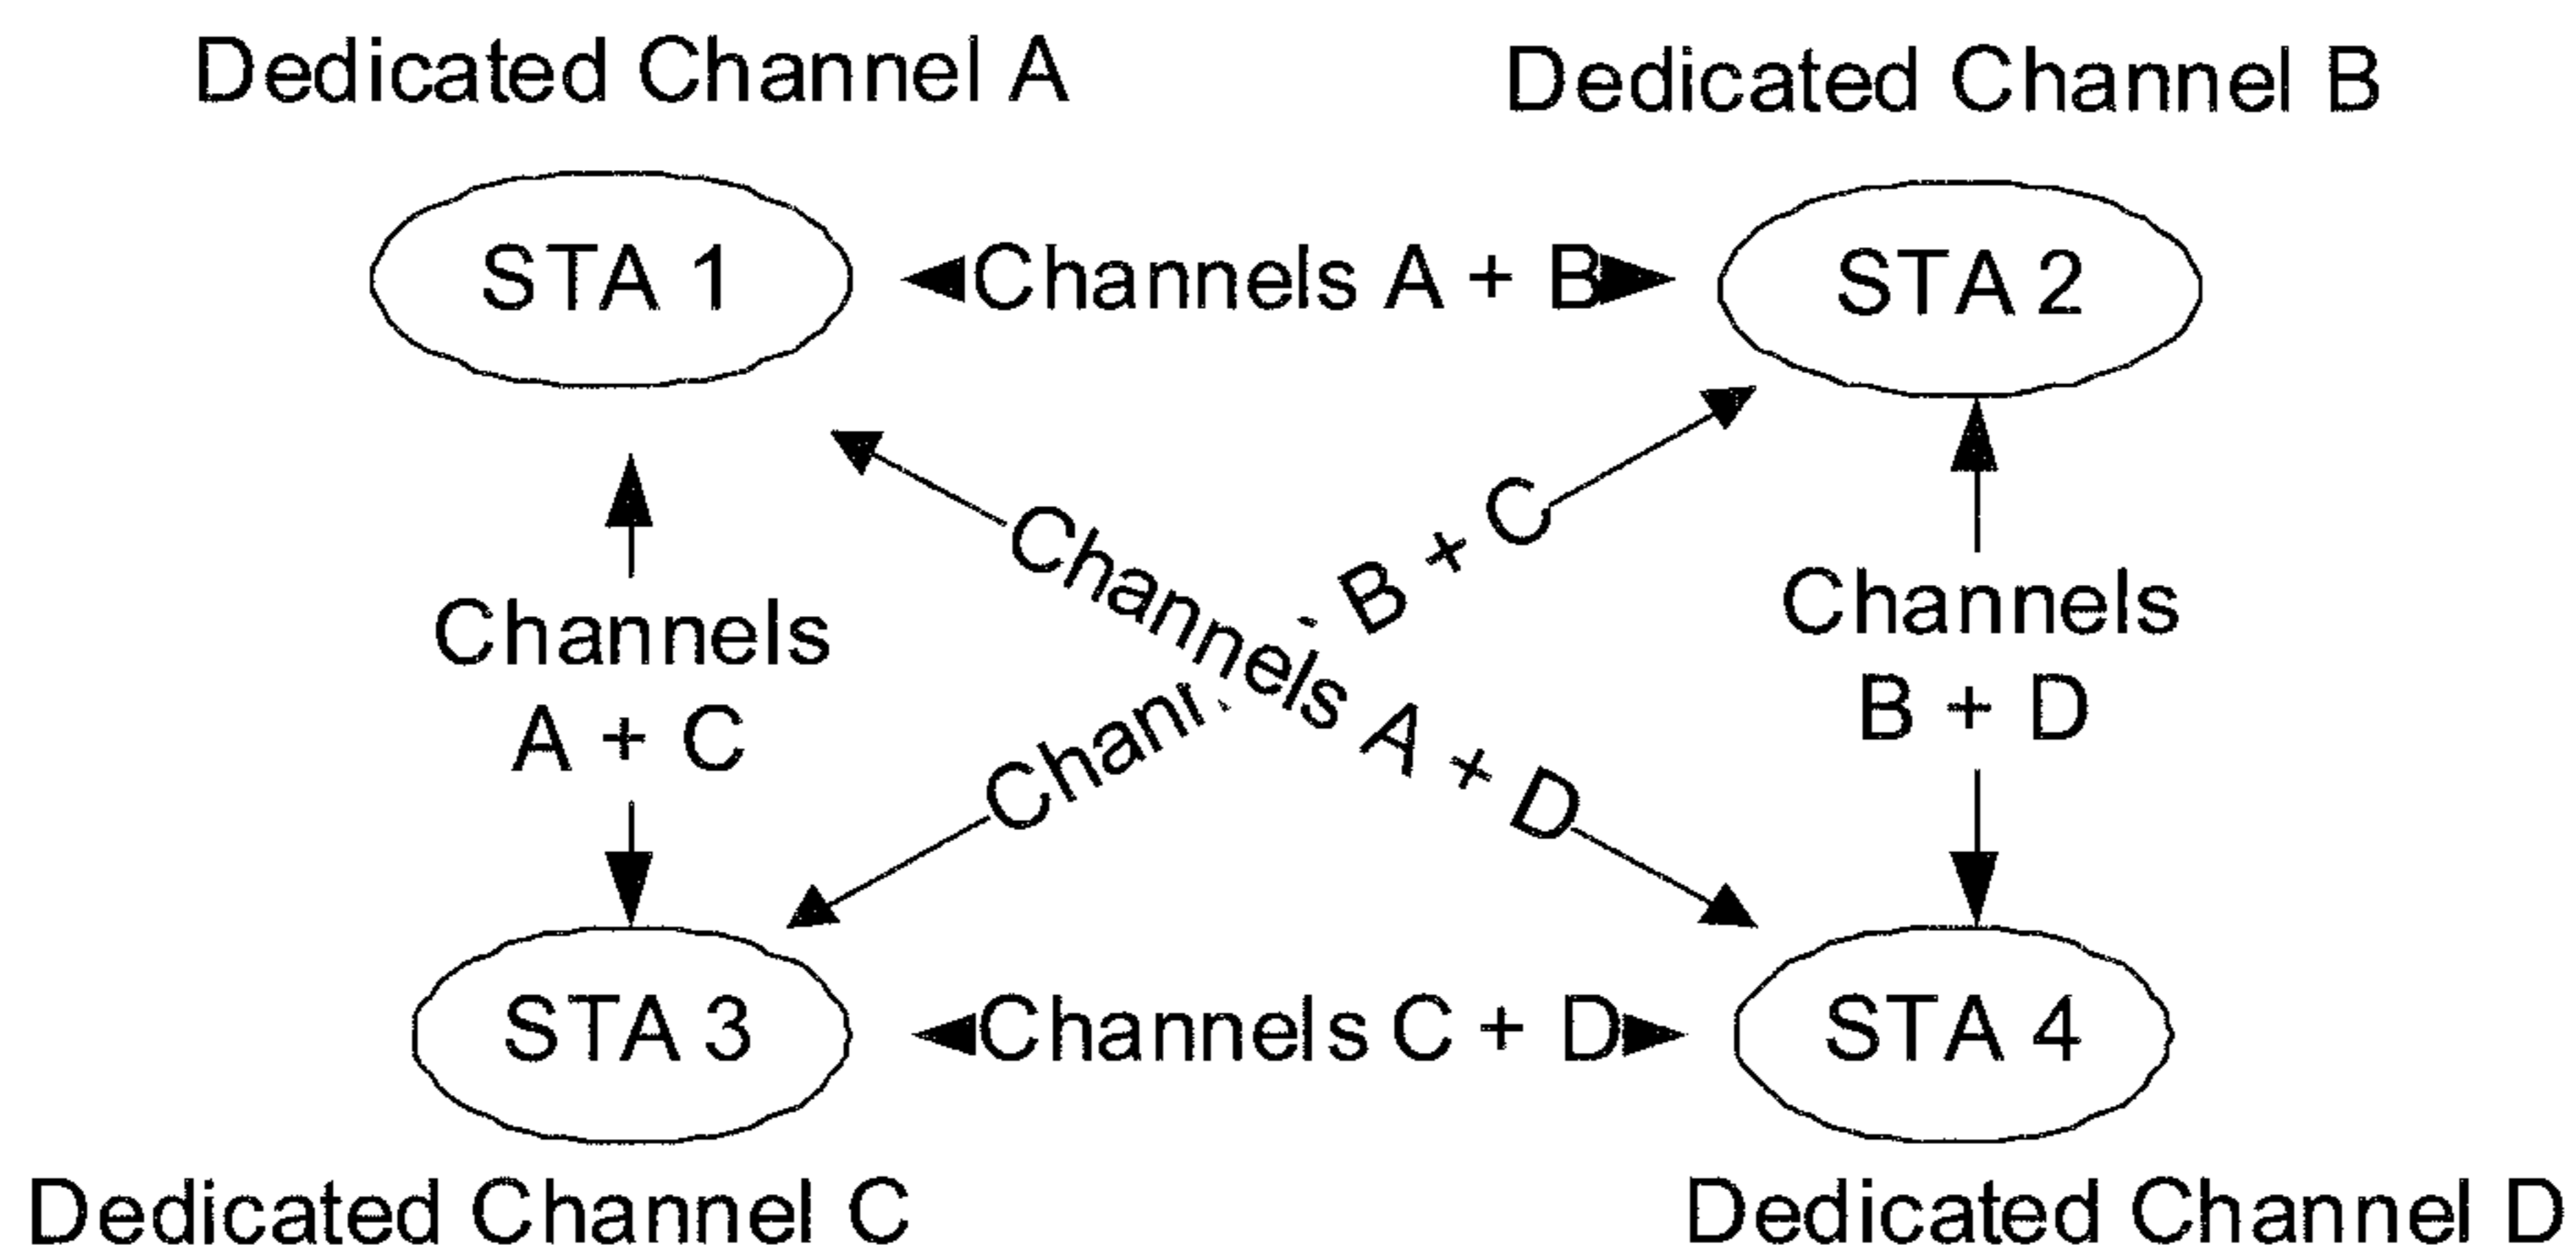 Dedicated Channel A
Dedicated Channel B
STA 1
Channels A + B
STA 2
B + C
Channels A + D
Channels
A + C
Channels
B + D
STA 3
Channels C + D
STA 4
Dedicated Channel C
Dedicated Channel D